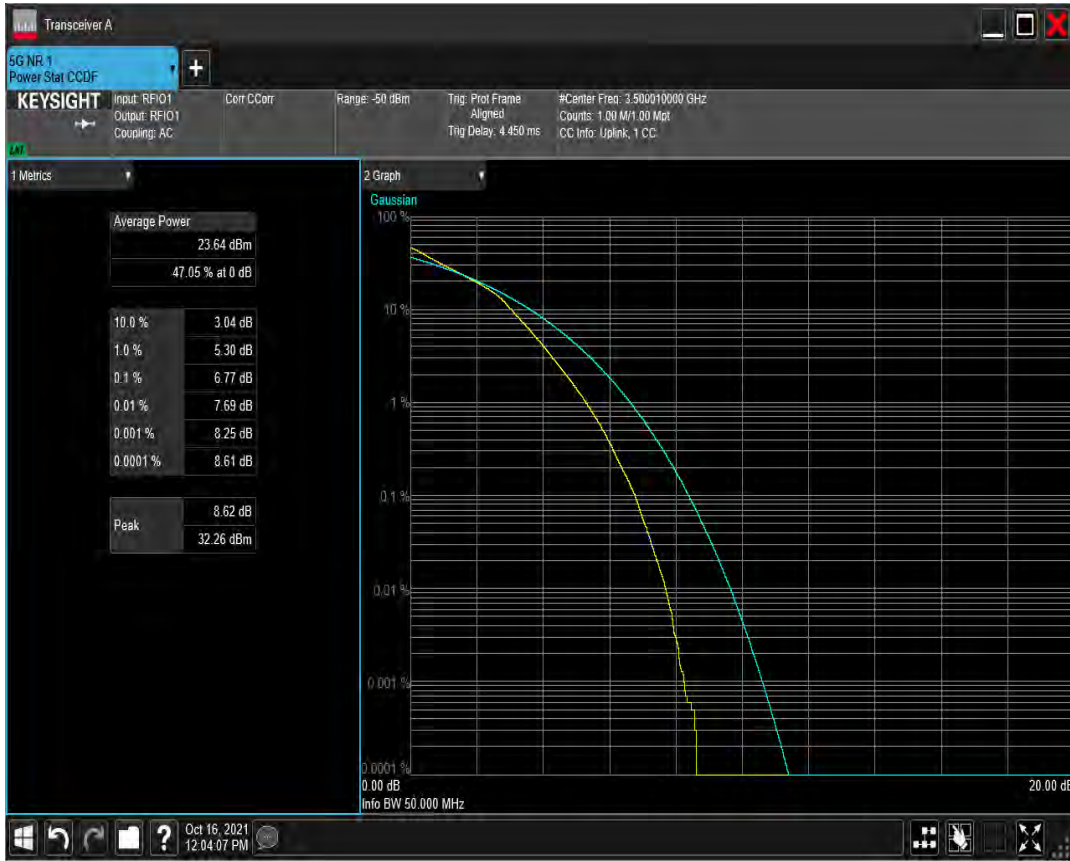 Transceiver A
5G NR 1
Power Stat CCDF
+
KEYSIGHT
Input: RFIO1
Output: RFIO1
Coupling: AC
Corr CCorr
Range: -50 dBm
Trig: Prot Frame
Aligned
Trig Delay: 4.450 ms
#Center Freq: 3.500010000 GHz
Counts: 1.00 M/1.00 Mpt
CC Info: Uplink, 1 CC
1 Metrics
Average Power
23.64 dBm
47.05 % at 0 dB
10.0 % 3.04 dB
1.0 % 5.30 dB
0.1 % 6.77 dB
0.01 % 7.69 dB
0.001 % 8.25 dB
0.0001 % 8.61 dB
Peak
8.62 dB
32.26 dBm
2 Graph
Gaussian
100 %
10 %
1 %
0.1 %
0.01 %
0.001 %
0.0001 %
0.00 dB 20.00 dB
Info BW 50.000 MHz
?
Oct 16, 2021
12:04:07 PM